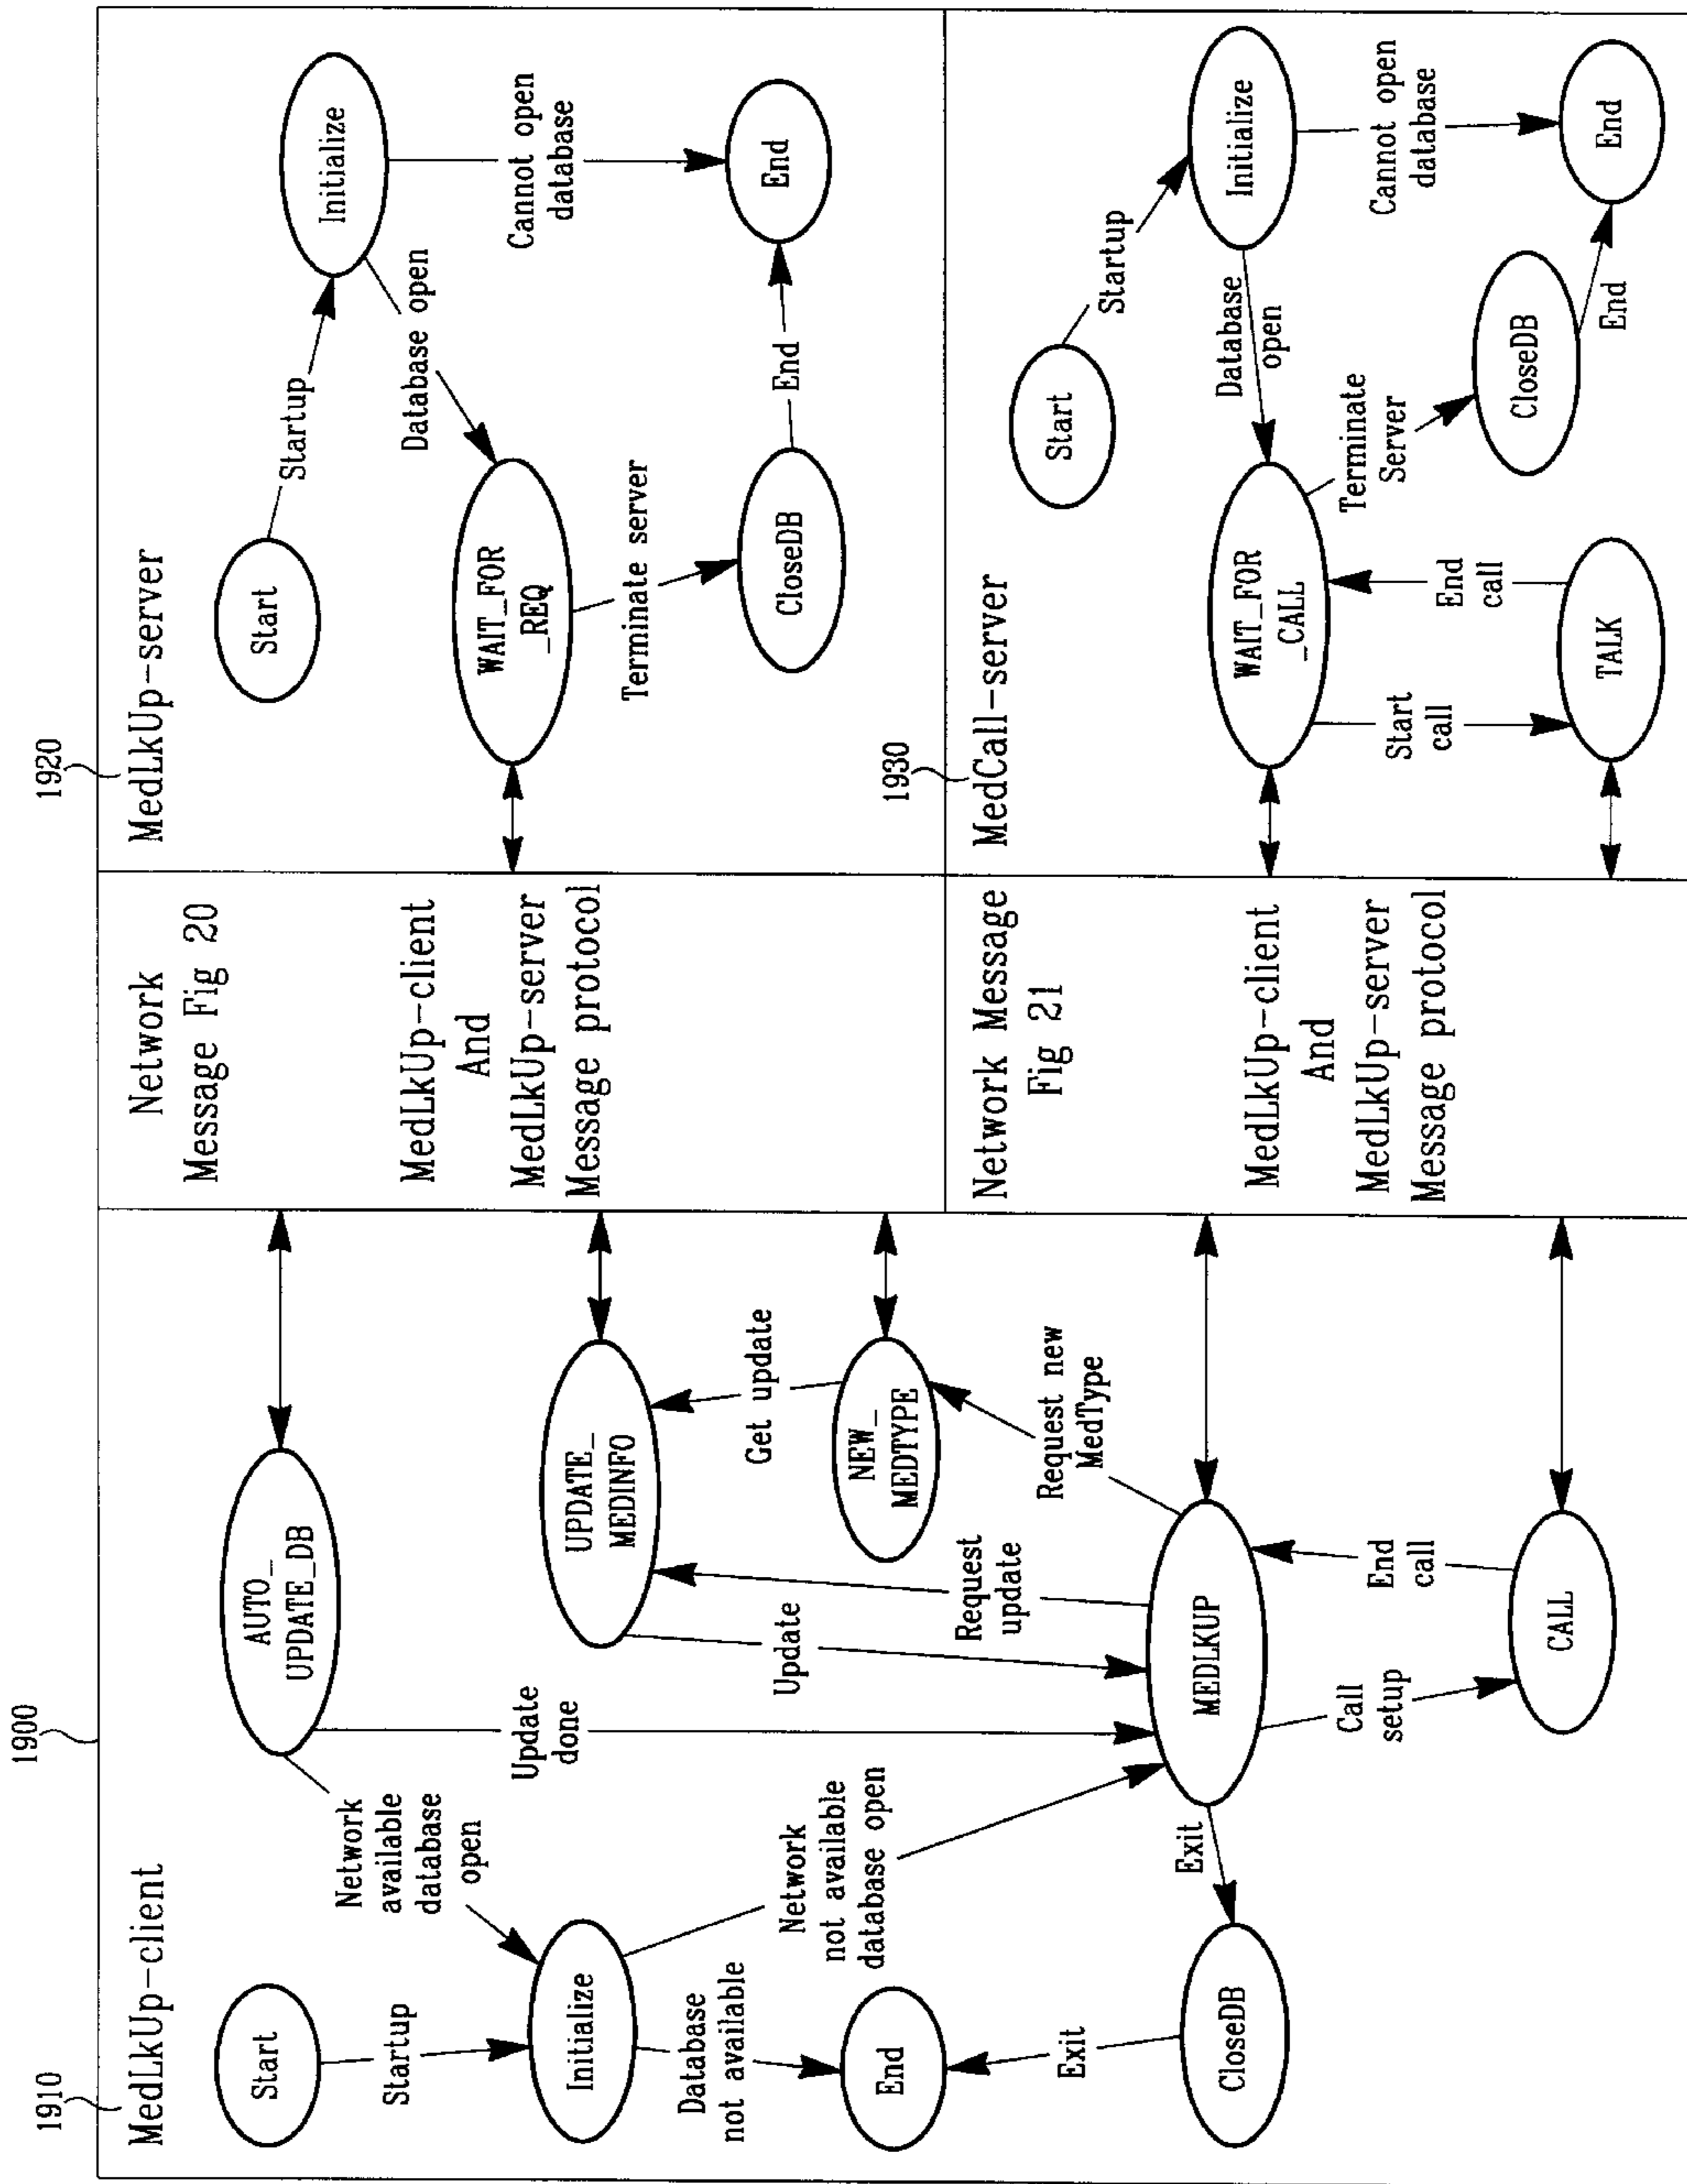 1900
1910
MedLkUp-client
Start
Startup
Initialize
Database
not available
End
Exit
CloseDB
Network
available
database
open
Network
not available
database open
Exit
AUTO_
UPDATE_DB
Update
done
UPDATE_
MEDINFO
Update
Request
update
Get update
NEW_
MEDTYPE
Request new
MedType
MEDLKUP
Call
setup
End
call
CALL
Network
Message Fig 20
MedLkUp-client
And
MedLkUp-server
Message protocol
Network Message
Fig 21
MedLkUp-client
And
MedLkUp-server
Message protocol
1920
MedLkUp-server
Start
Startup
Initialize
Database open
Cannot open
database
WAIT_FOR
_REQ
Terminate server
CloseDB
End
End
1930
MedCall-server
Start
Startup
Initialize
Database
open
Cannot open
database
WAIT_FOR
_CALL
Terminate
Server
CloseDB
End
End
Start
call
End
call
TALK